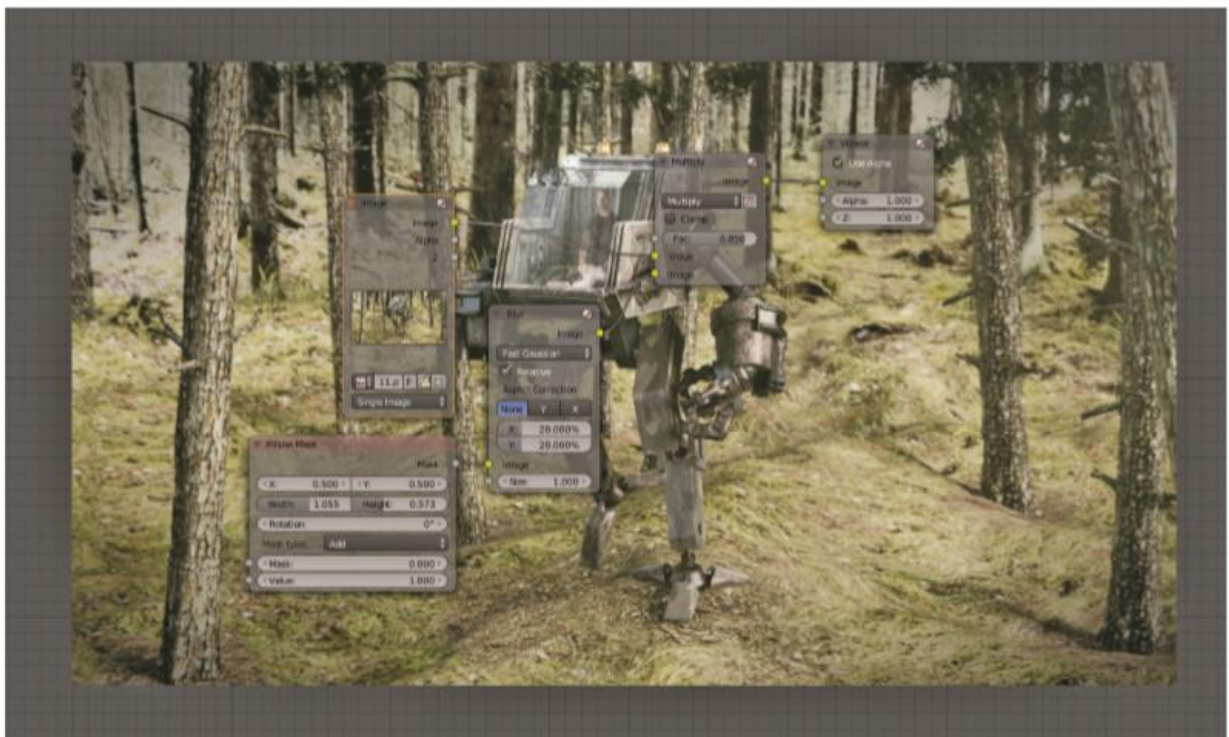 Image
Image
Alpha
Z
11.p F
Single Image
Ellipse Mask
Mask
X: 0.500 Y: 0.500
Width: 1.055 Height: 0.573
Rotation: 0°
Mask type: Add
Mask: 0.000
Value: 1.000
Blur
Image
Fast Gaussian
Relative
Aspect Correction
None Y X
X: 20.000%
Y: 20.000%
Image
Size: 1.000
Multiply
Image
Multiply
Clamp
Fac:
Image
Image
Viewer
Use Alpha
Image
Alpha: 1.000
Z: 1.000